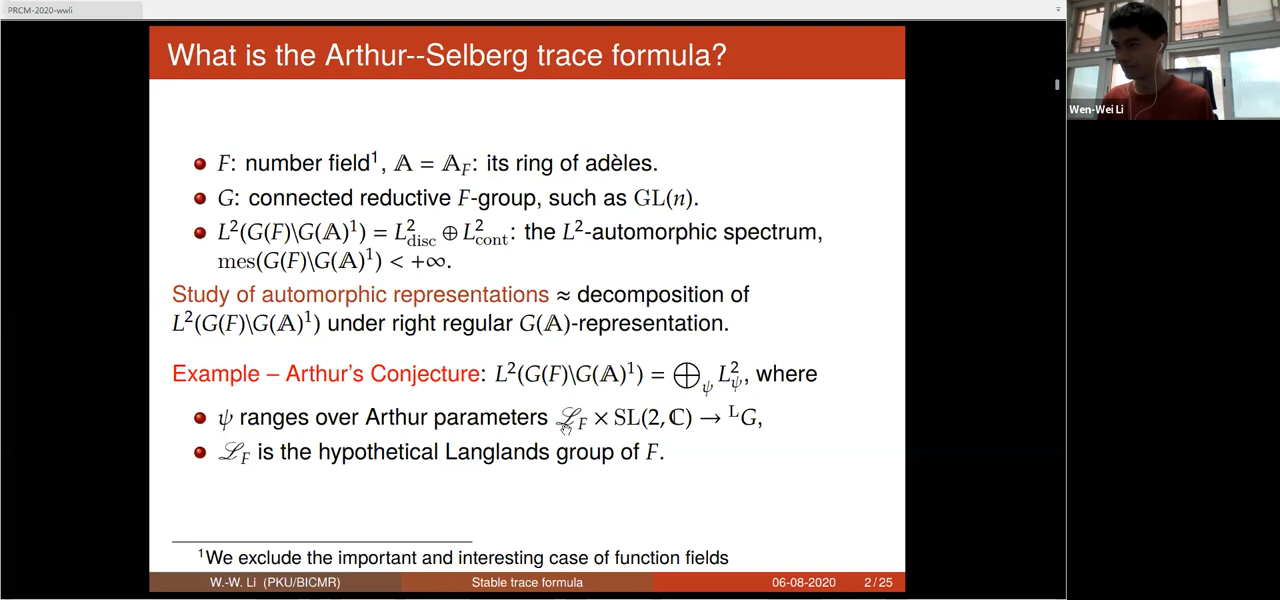 PRCM-2020-wwli
What is the Arthur--Selberg trace formula?
F: number field¹, 𝔸 = 𝔸_F: its ring of adèles.
G: connected reductive F-group, such as GL(n).
L²(G(F)\G(𝔸)¹) = L²_disc ⊕ L²_cont: the L²-automorphic spectrum,
mes(G(F)\G(𝔸)¹) < +∞.
Study of automorphic representations ≈ decomposition of
L²(G(F)\G(𝔸)¹) under right regular G(𝔸)-representation.
Example – Arthur's Conjecture: L²(G(F)\G(𝔸)¹) = ⨁_ψ L²_ψ, where
ψ ranges over Arthur parameters ℒ_F × SL(2, ℂ) → ᴸG,
ℒ_F is the hypothetical Langlands group of F.
¹We exclude the important and interesting case of function fields
W.-W. Li (PKU/BICMR) Stable trace formula 06-08-2020 2 / 25
Wen-Wei Li